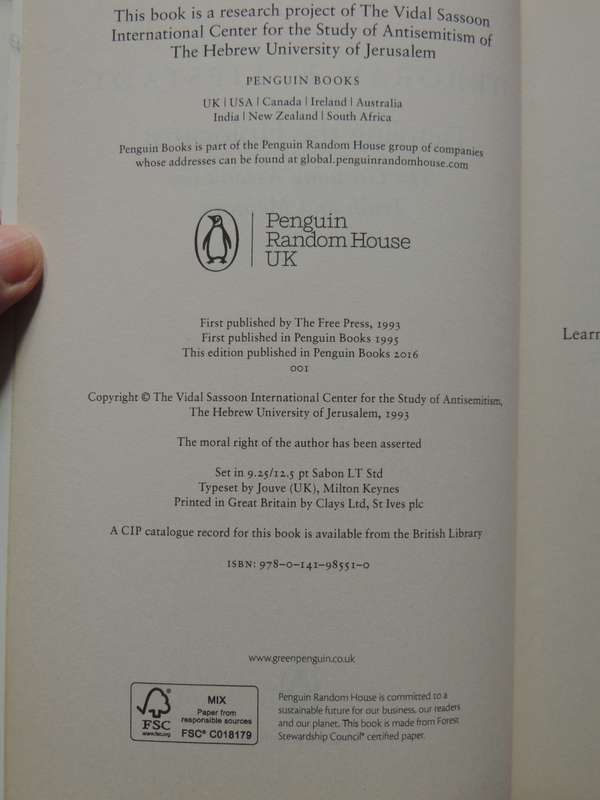 This book is a research project of The Vidal Sassoon
International Center for the Study of Antisemitism of
The Hebrew University of Jerusalem
PENGUIN BOOKS
UK | USA | Canada | Ireland | Australia
India | New Zealand | South Africa
Penguin Books is part of the Penguin Random House group of companies
whose addresses can be found at global.penguinrandomhouse.com
Penguin
Random House
UK
First published by The Free Press, 1993
First published in Penguin Books 1995
This edition published in Penguin Books 2016
001
Copyright © The Vidal Sassoon International Center for the Study of Antisemitism,
The Hebrew University of Jerusalem, 1993
The moral right of the author has been asserted
Set in 9.25/12.5 pt Sabon LT Std
Typeset by Jouve (UK), Milton Keynes
Printed in Great Britain by Clays Ltd, St Ives plc
A CIP catalogue record for this book is available from the British Library
ISBN: 978-0-141-98551-0
www.greenpenguin.co.uk
FSC
www.fsc.org
MIX
Paper from
responsible sources
FSC® C018179
Penguin Random House is committed to a
sustainable future for our business, our readers
and our planet. This book is made from Forest
Stewardship Council® certified paper.
Learn